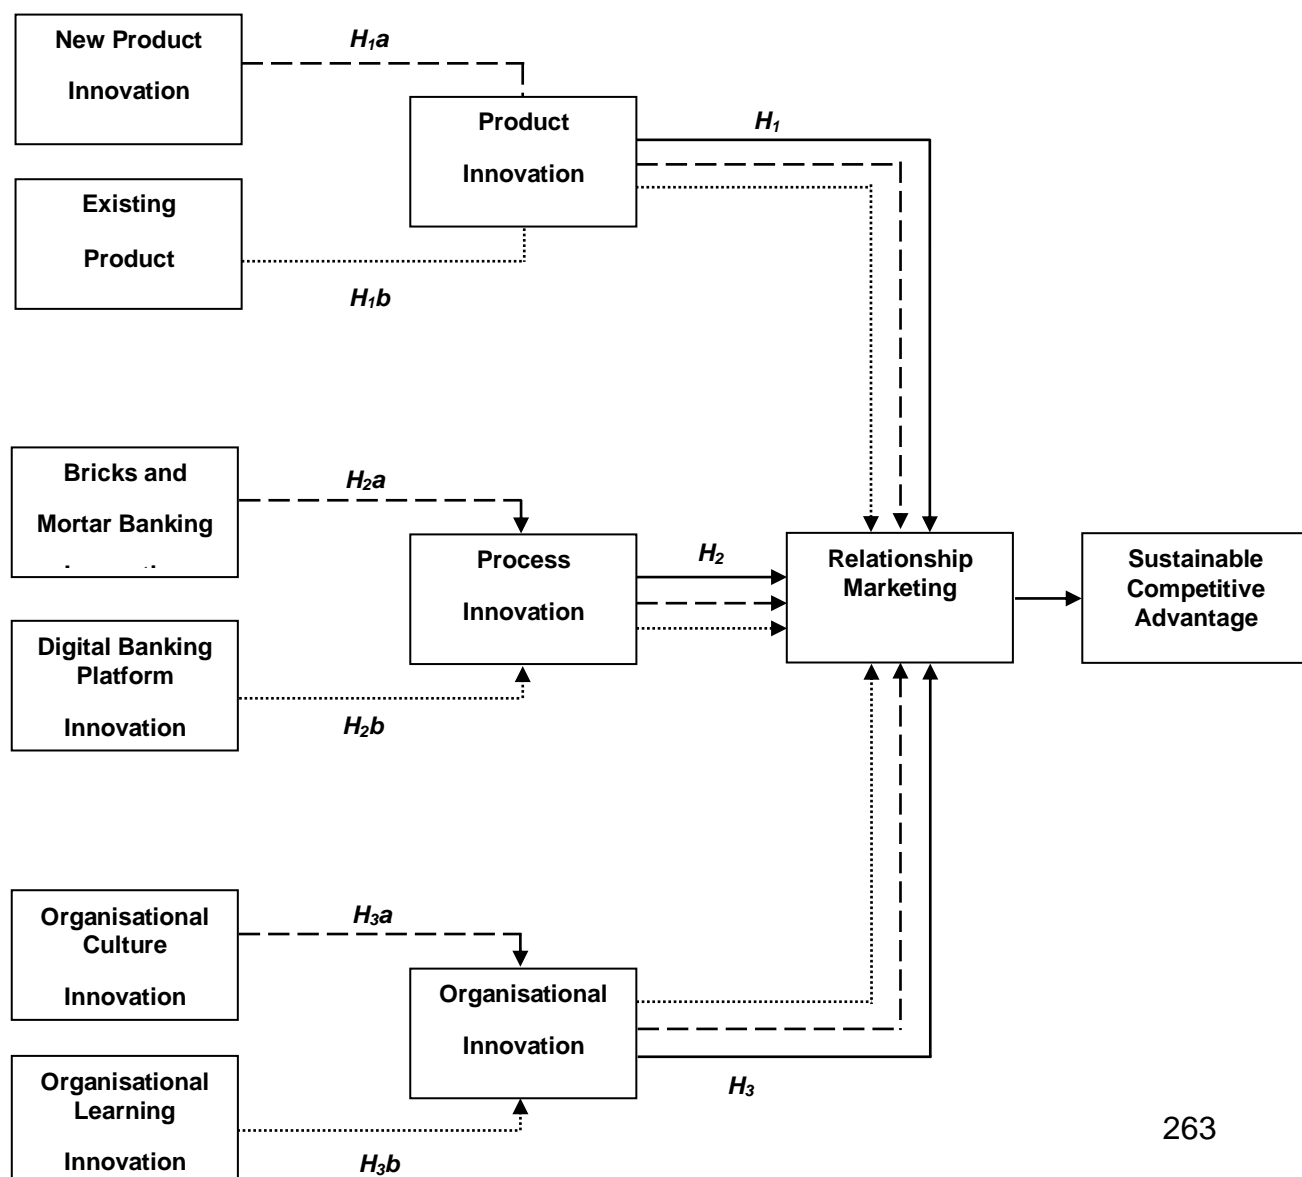 New Product
Innovation
H1a
Product
Innovation
H1
Existing
Product
H1b
Bricks and
Mortar Banking
H2a
Process
Innovation
H2
Relationship
Marketing
Sustainable
Competitive
Advantage
Digital Banking
Platform
Innovation
H2b
Organisational
Culture
Innovation
H3a
Organisational
Innovation
H3
Organisational
Learning
Innovation
H3b
263